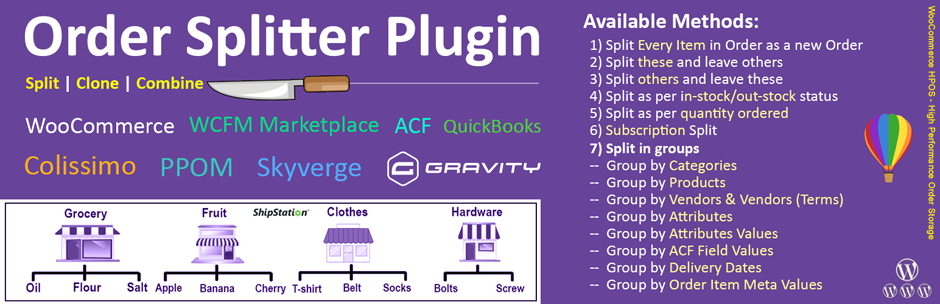 Order Splitter Plugin
Split | Clone | Combine
WooCommerce WCFM Marketplace ACF QuickBooks
Colissimo PPOM Skyverge GRAVITY
Grocery Fruit ShipStation® Clothes Hardware
Oil Flour Salt Apple Banana Cherry T-shirt Belt Socks Bolts Screw
Available Methods:
1) Split Every Item in Order as a new Order
2) Split these and leave others
3) Split others and leave these
4) Split as per in-stock/out-stock status
5) Split as per quantity ordered
6) Subscription Split
7) Split in groups
-- Group by Categories
-- Group by Products
-- Group by Vendors & Vendors (Terms)
-- Group by Attributes
-- Group by Attributes Values
-- Group by ACF Field Values
-- Group by Delivery Dates
-- Group by Order Item Meta Values
WooCommerce HPOS - High Performance Order Storage